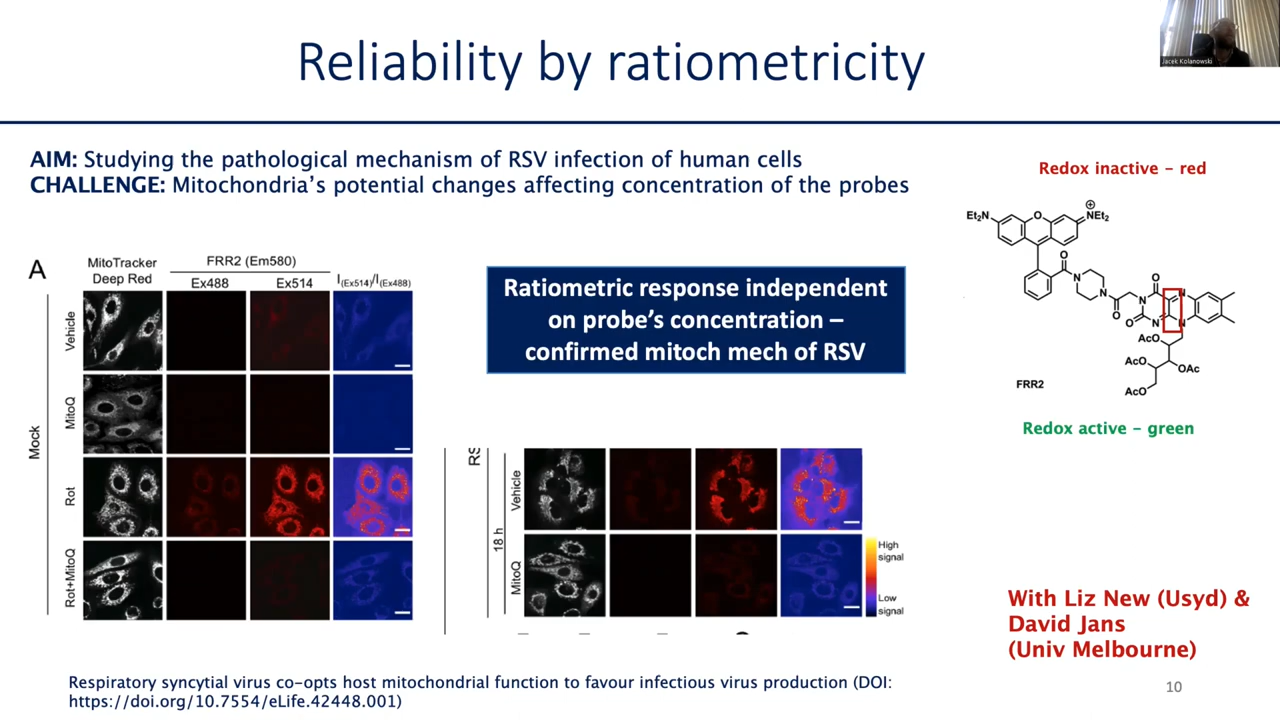 Reliability by ratiometricity
Jacek Kolanowski
AIM: Studying the pathological mechanism of RSV infection of human cells
CHALLENGE: Mitochondria's potential changes affecting concentration of the probes
A
MitoTracker
Deep Red
FRR2 (Em580)
Ex488
Ex514
I(Ex514)/I(Ex488)
Mock
Vehicle
MitoQ
Rot
Rot+MitoQ
Ratiometric response independent
on probe's concentration –
confirmed mitoch mech of RSV
RS
18 h
Vehicle
MitoQ
High
signal
Low
signal
Redox inactive – red
Et2N
O
NEt2
O
N
N
O
O
N
O
N
N
N
AcO
AcO
OAc
AcO
FRR2
Redox active – green
With Liz New (Usyd) &
David Jans
(Univ Melbourne)
Respiratory syncytial virus co-opts host mitochondrial function to favour infectious virus production (DOI:
https://doi.org/10.7554/eLife.42448.001)
10